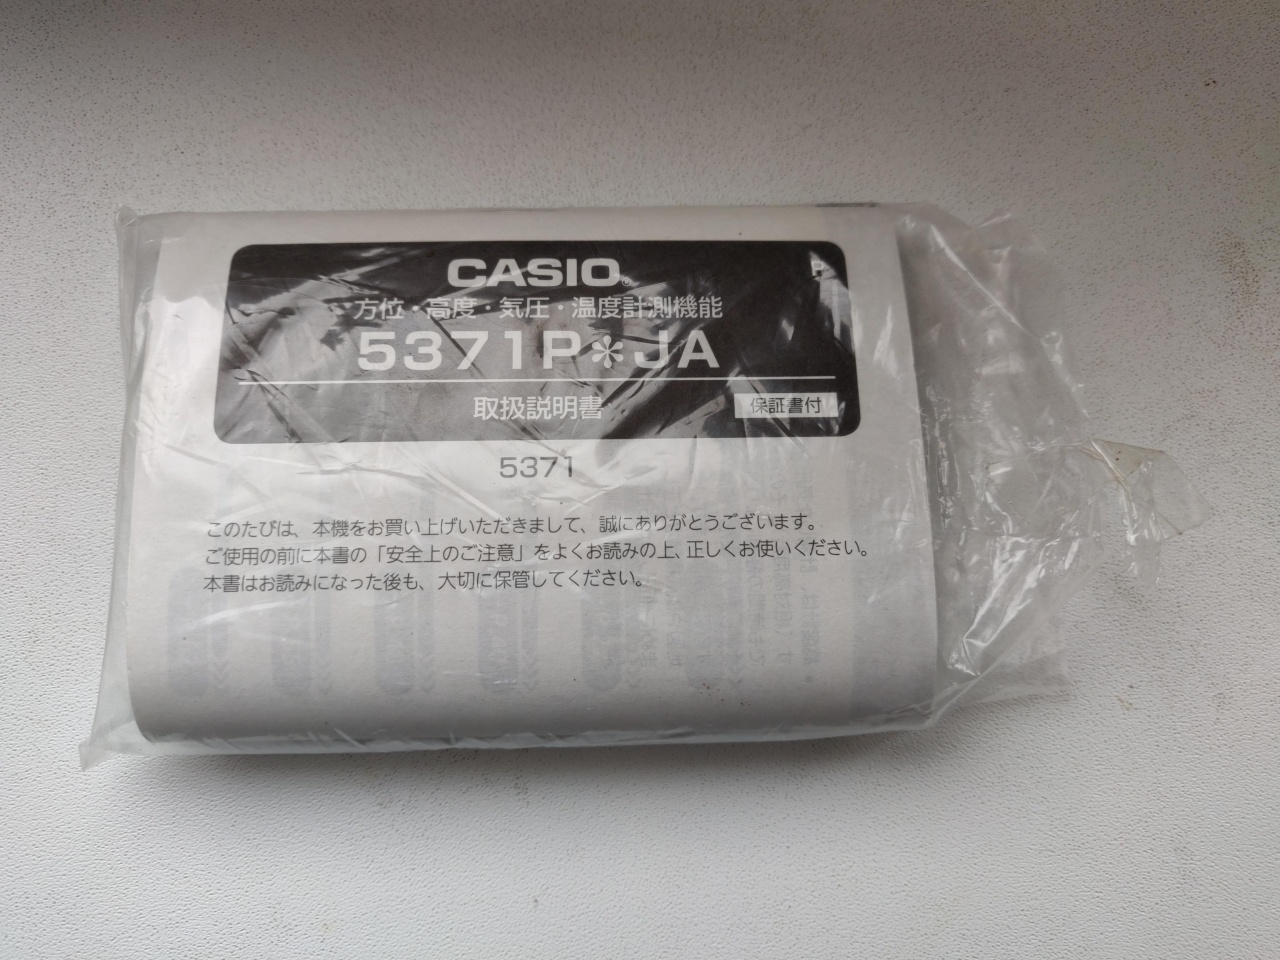 CASIO®
P
方位・高度・気圧・温度計測機能
5371P＊JA
取扱説明書
保証書付
5371
このたびは、本機をお買い上げいただきまして、誠にありがとうございます。
ご使用の前に本書の「安全上のご注意」をよくお読みの上、正しくお使いください。
本書はお読みになった後も、大切に保管してください。